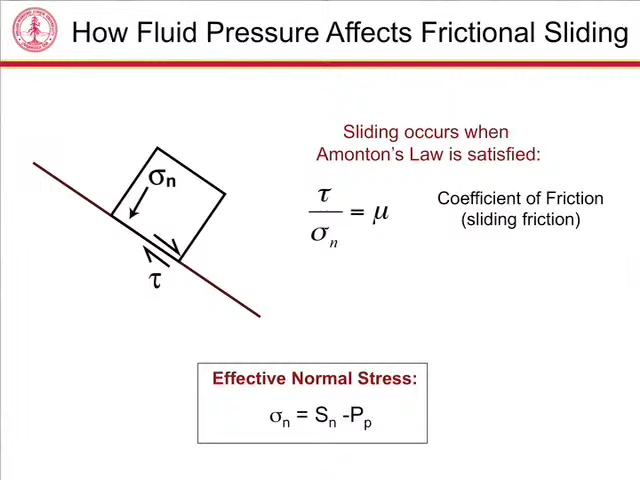 How Fluid Pressure Affects Frictional Sliding
Sliding occurs when
Amonton's Law is satisfied:
τ / σn = μ
Coefficient of Friction
(sliding friction)
σn
τ
Effective Normal Stress:
σn = Sn -Pp